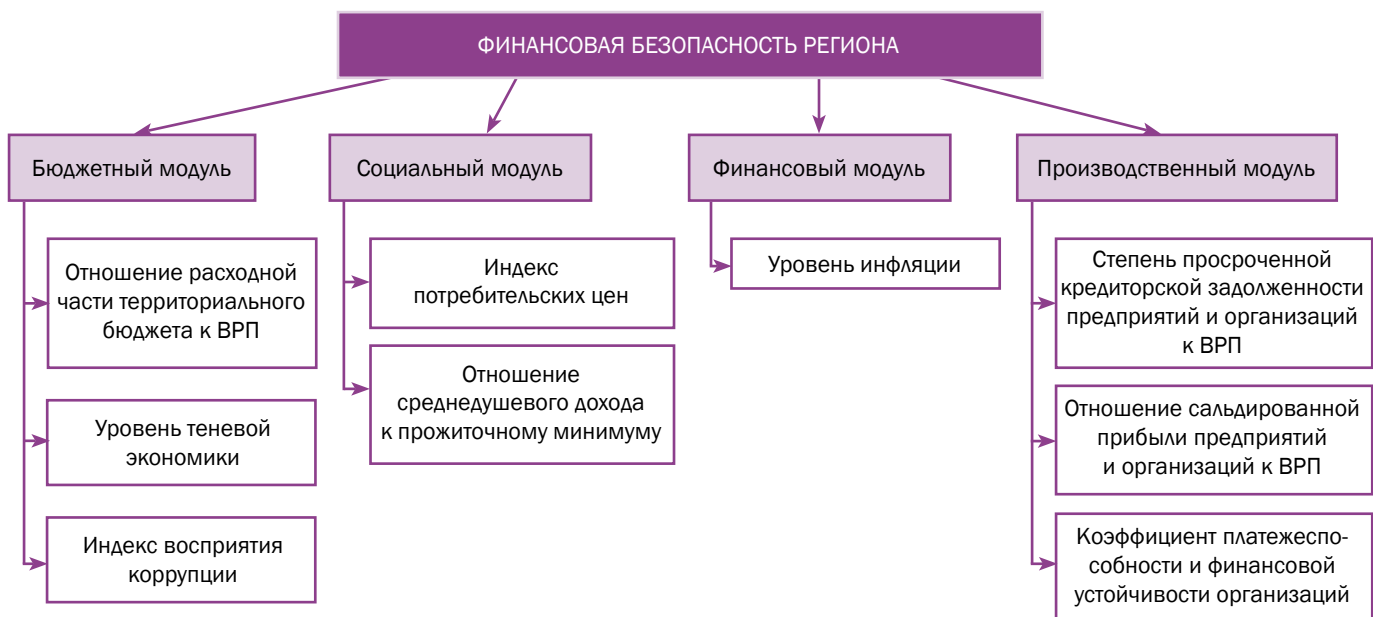 ФИНАНСОВАЯ БЕЗОПАСНОСТЬ РЕГИОНА
Бюджетный модуль
Отношение расходной
части территориального
бюджета к ВРП
Уровень теневой
экономики
Индекс восприятия
коррупции
Социальный модуль
Индекс
потребительских цен
Отношение
среднедушевого дохода
к прожиточному минимуму
Финансовый модуль
Уровень инфляции
Производственный модуль
Степень просроченной
кредиторской задолженности
предприятий и организаций
к ВРП
Отношение сальдированной
прибыли предприятий
и организаций к ВРП
Коэффициент платежеспо-
собности и финансовой
устойчивости организаций